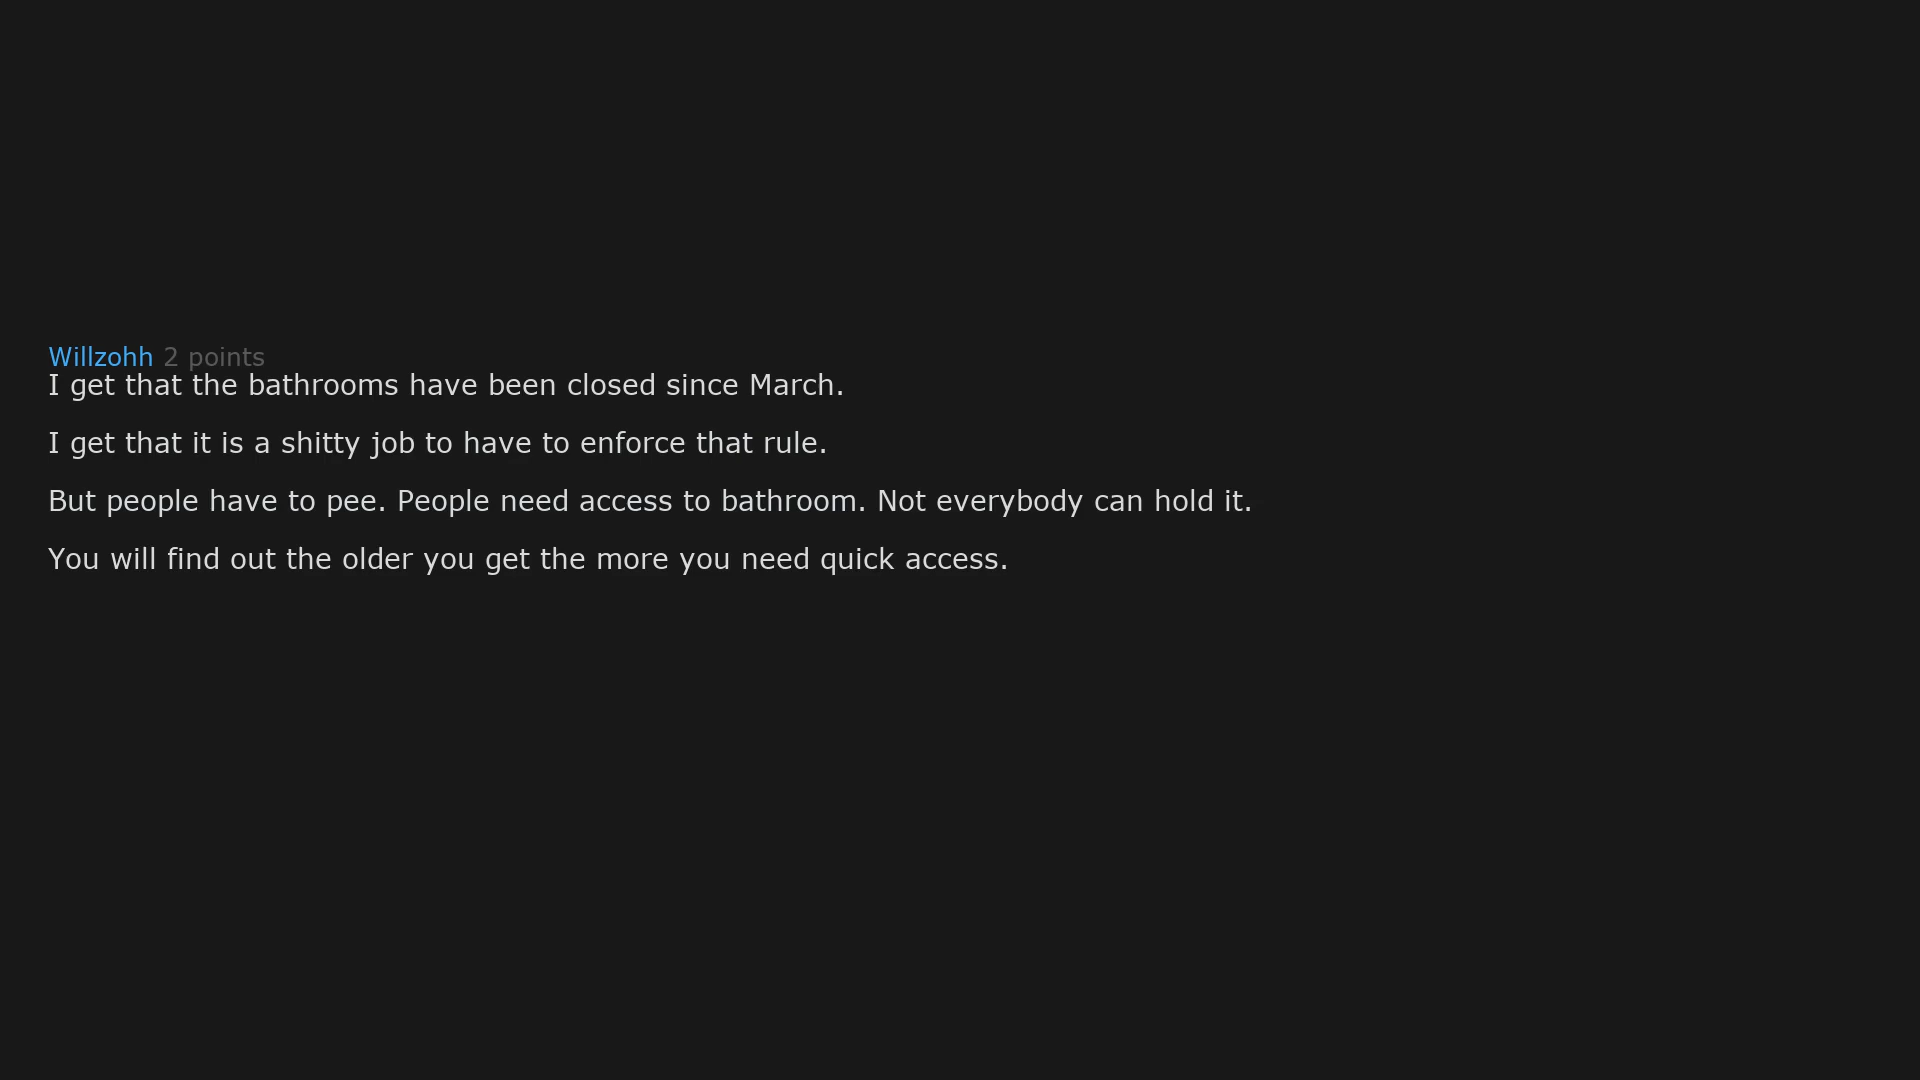 Willzohh 2 points
I get that the bathrooms have been closed since March.
I get that it is a shitty job to have to enforce that rule.
But people have to pee. People need access to bathroom. Not everybody can hold it.
You will find out the older you get the more you need quick access.